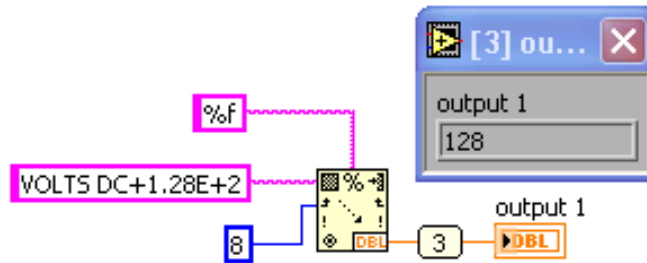 [3] ou...
output 1
128
%f
VOLTS DC+1.28E+2
%
DBL
8
3
output 1
DBL